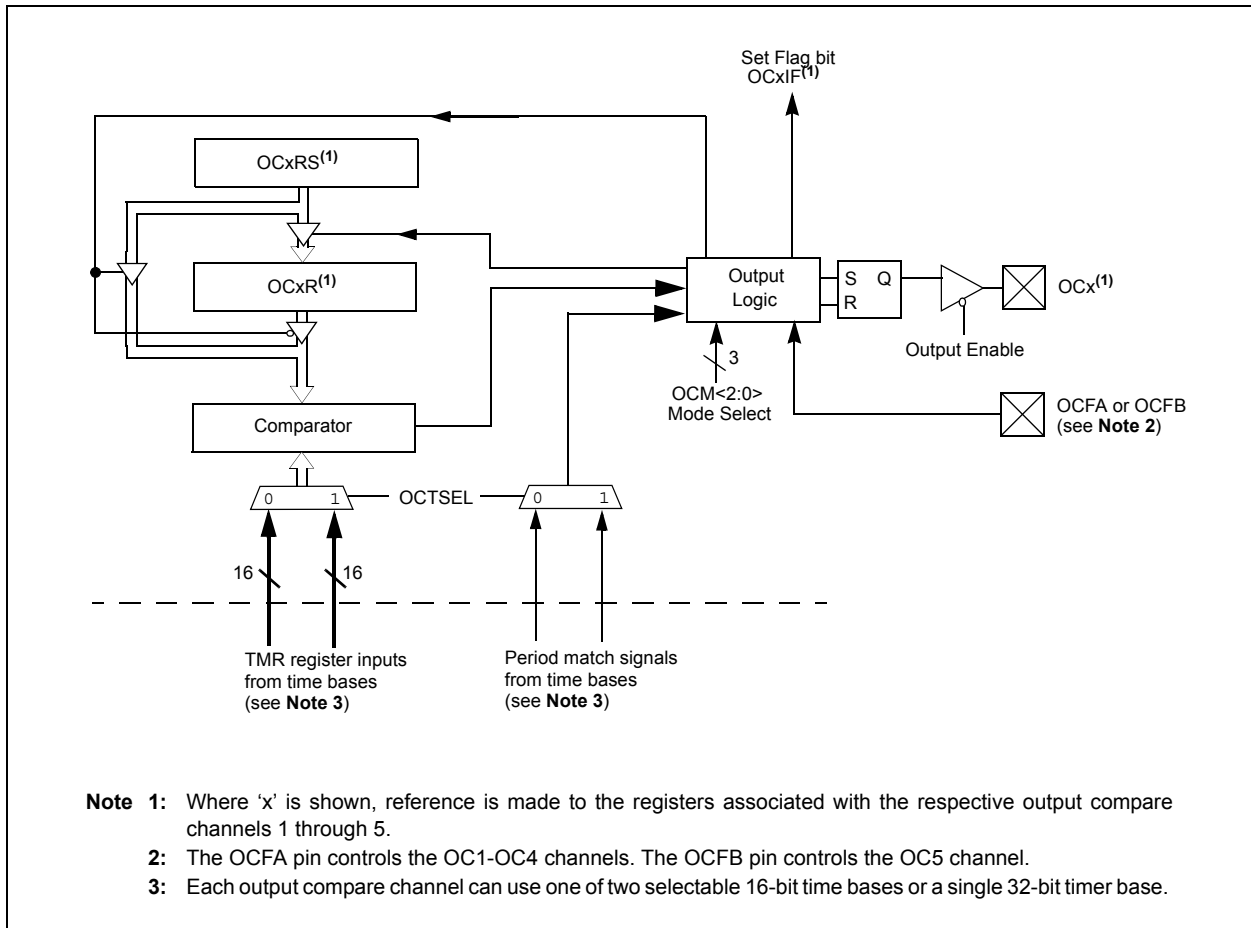 Set Flag bit
OCxIF(1)
OCxRS(1)
OCxR(1)
Output
Logic
S Q
R
OCx(1)
Output Enable
3
OCM<2:0>
Mode Select
OCFA or OCFB
(see Note 2)
Comparator
0 1
OCTSEL
0 1
16
16
TMR register inputs
from time bases
(see Note 3)
Period match signals
from time bases
(see Note 3)
Note 1: Where ‘x’ is shown, reference is made to the registers associated with the respective output compare
channels 1 through 5.
2: The OCFA pin controls the OC1-OC4 channels. The OCFB pin controls the OC5 channel.
3: Each output compare channel can use one of two selectable 16-bit time bases or a single 32-bit timer base.